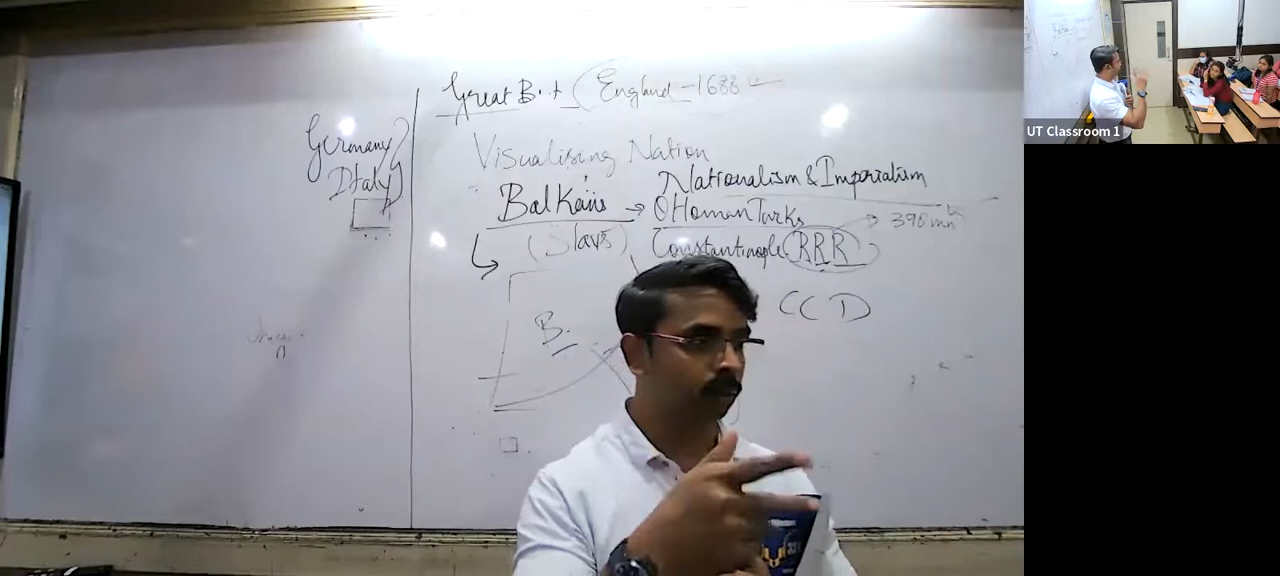 Germany
Italy
Great B.t (England - 1688
Visualising Nation
Nationalism & Imperialism
Balkans → Ottoman Turks
390 mn
(Slavs) Constantinople RRR
CCD
B.
UT Classroom 1